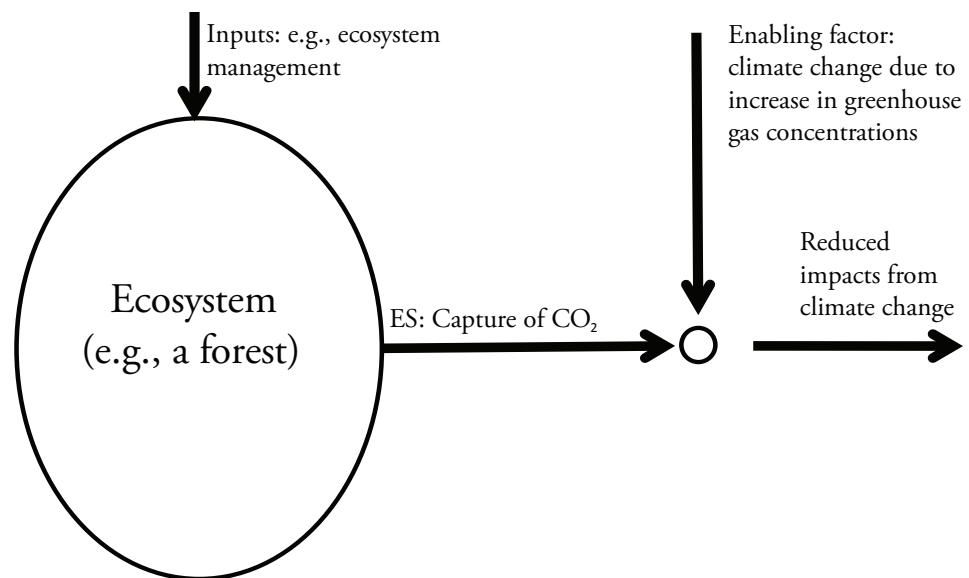 Inputs: e.g., ecosystem
management
Enabling factor:
climate change due to
increase in greenhouse
gas concentrations
Ecosystem
(e.g., a forest)
ES: Capture of CO₂
Reduced
impacts from
climate change